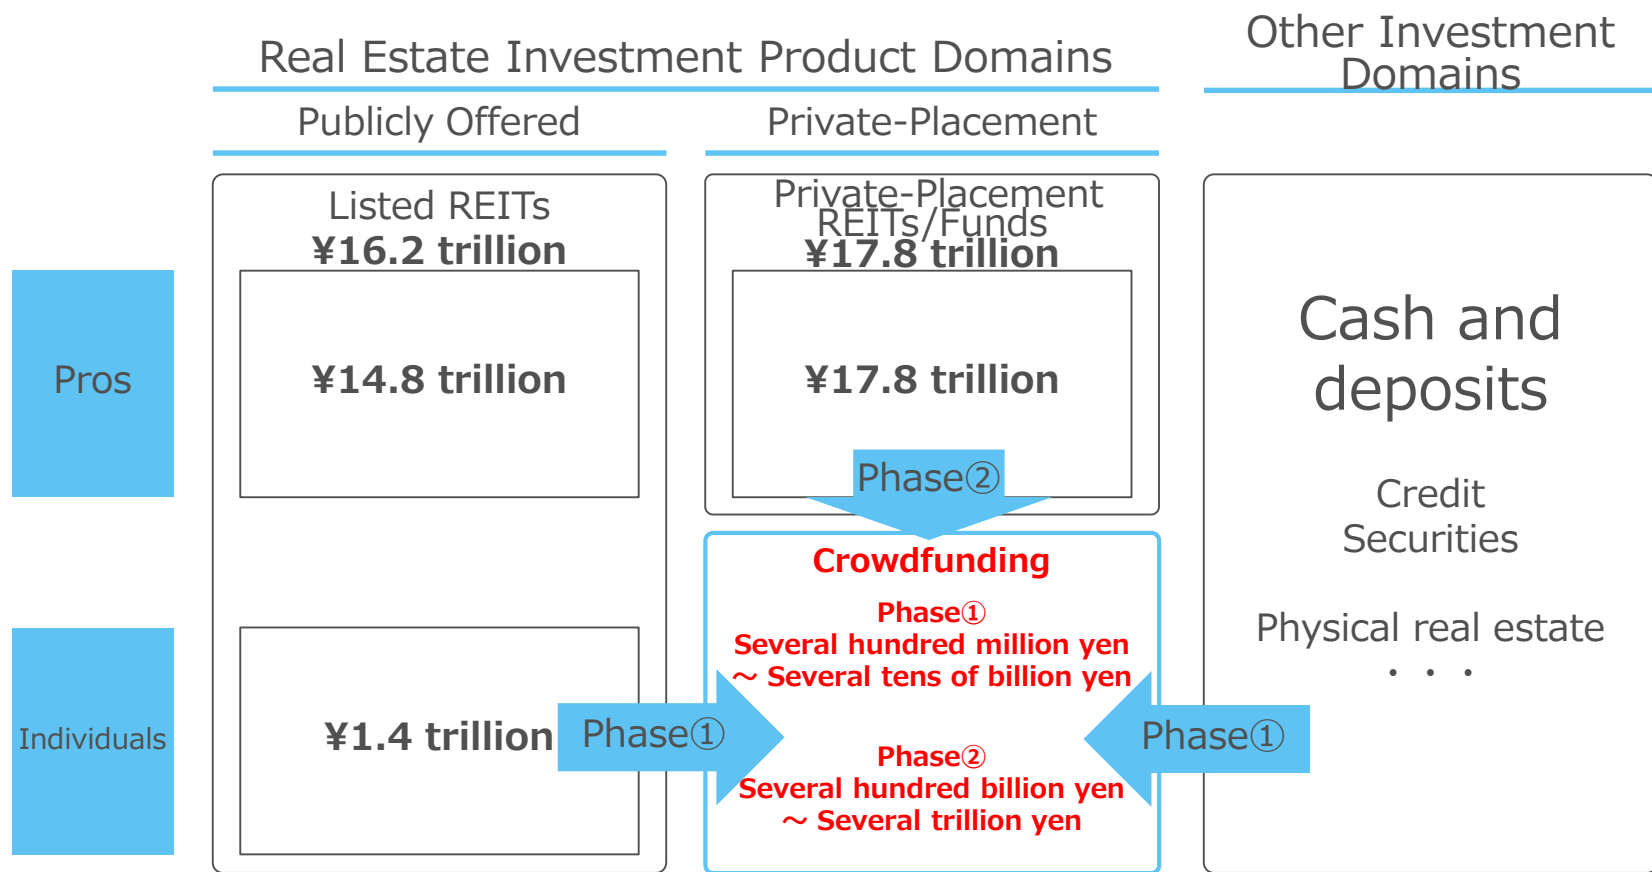 Real Estate Investment Product Domains
Other Investment
Domains
Publicly Offered
Private-Placement
Listed REITs
¥16.2 trillion
Private-Placement
REITs/Funds
¥17.8 trillion
Pros
¥14.8 trillion
¥17.8 trillion
Cash and
deposits
Credit
Securities
Physical real estate
・・・
Phase②
Crowdfunding
Phase①
Several hundred million yen
～ Several tens of billion yen
Phase②
Several hundred billion yen
～ Several trillion yen
Individuals
¥1.4 trillion
Phase①
Phase①